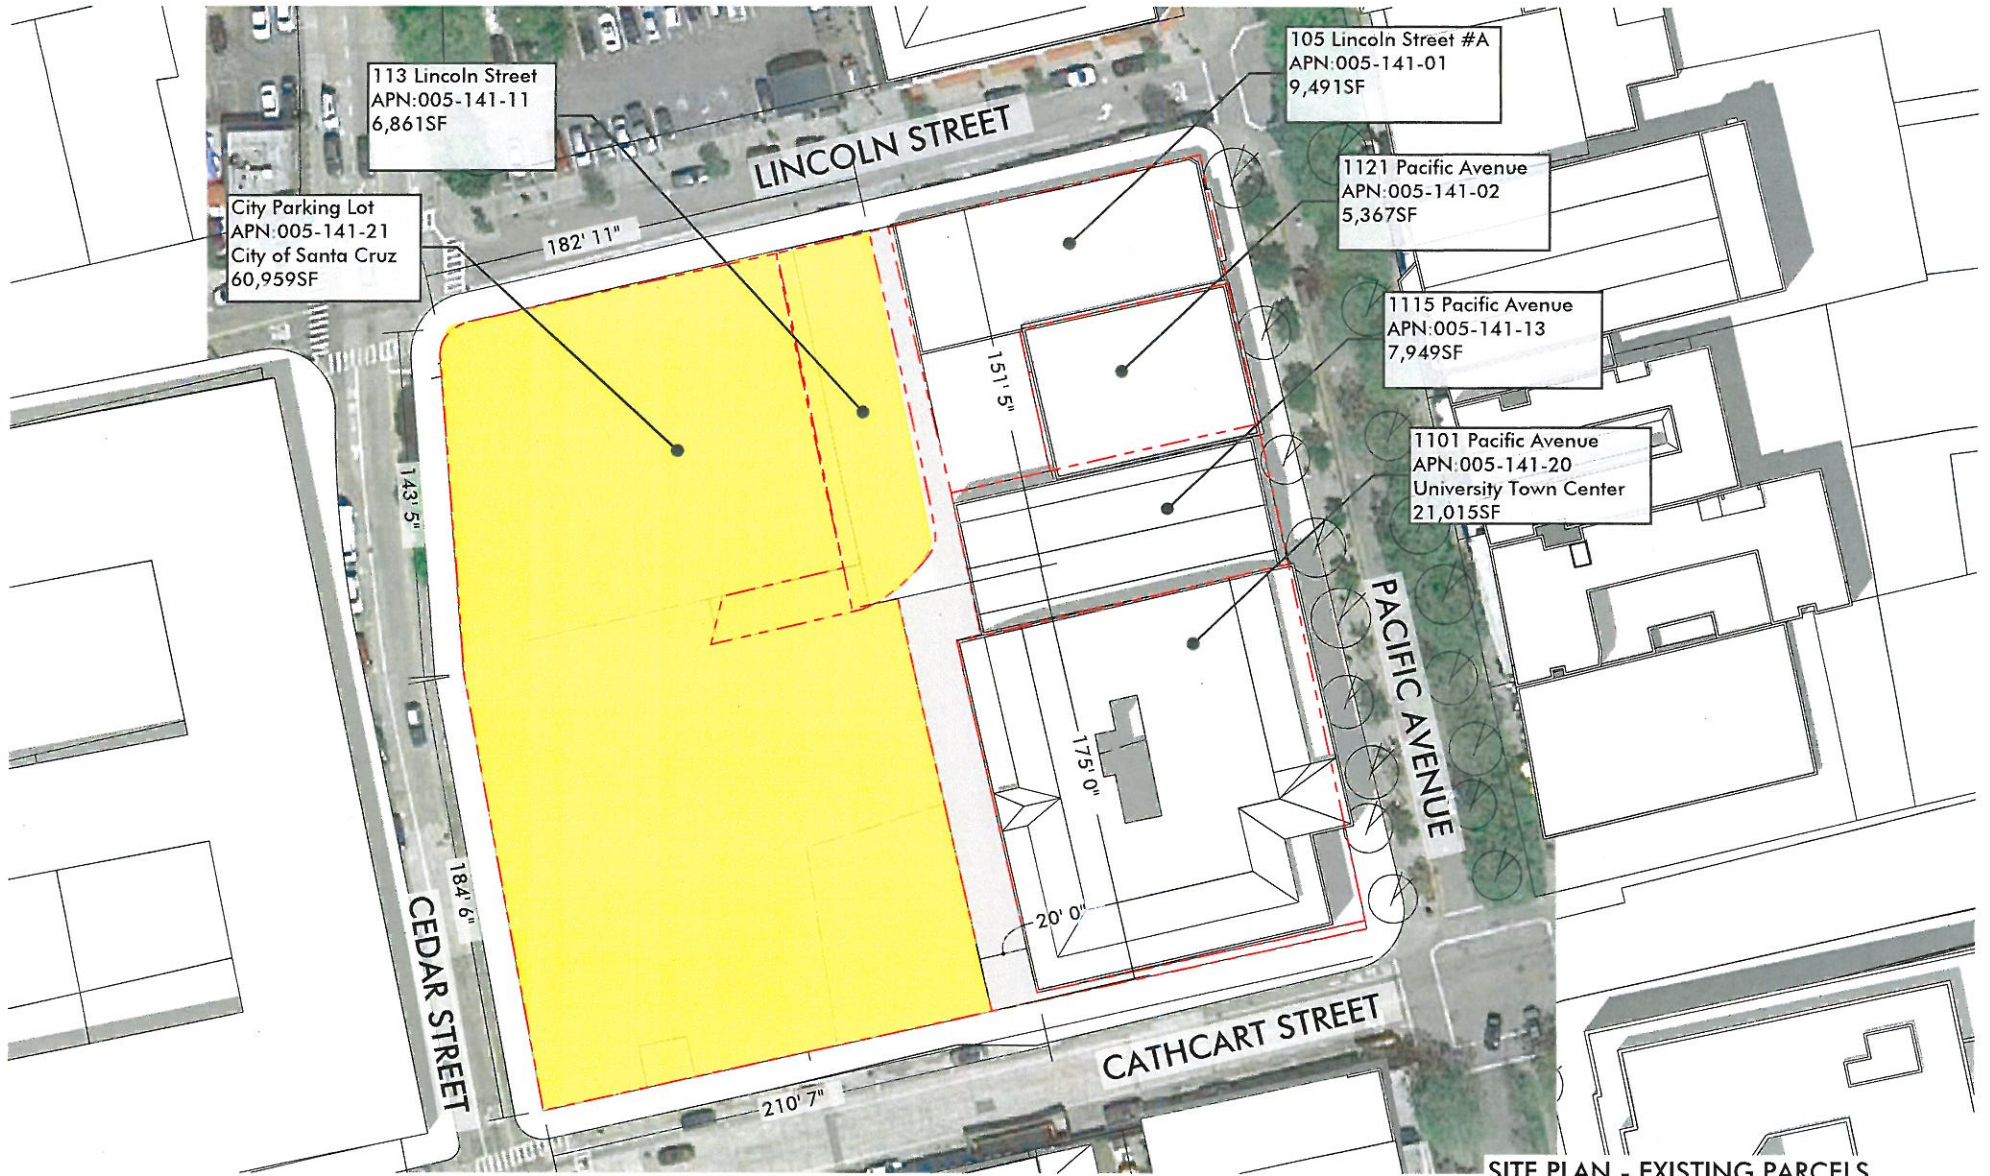 105 Lincoln Street #A
APN:005-141-01
9,491SF
113 Lincoln Street
APN:005-141-11
6,861SF
LINCOLN STREET
1121 Pacific Avenue
APN:005-141-02
5,367SF
City Parking Lot
APN:005-141-21
City of Santa Cruz
60,959SF
182' 11"
1115 Pacific Avenue
APN:005-141-13
7,949SF
151' 5"
1101 Pacific Avenue
APN:005-141-20
University Town Center
21,015SF
143' 5"
PACIFIC AVENUE
175' 0"
184' 6"
20' 0"
CEDAR STREET
CATHCART STREET
210' 7"
SITE PLAN - EXISTING PARCELS